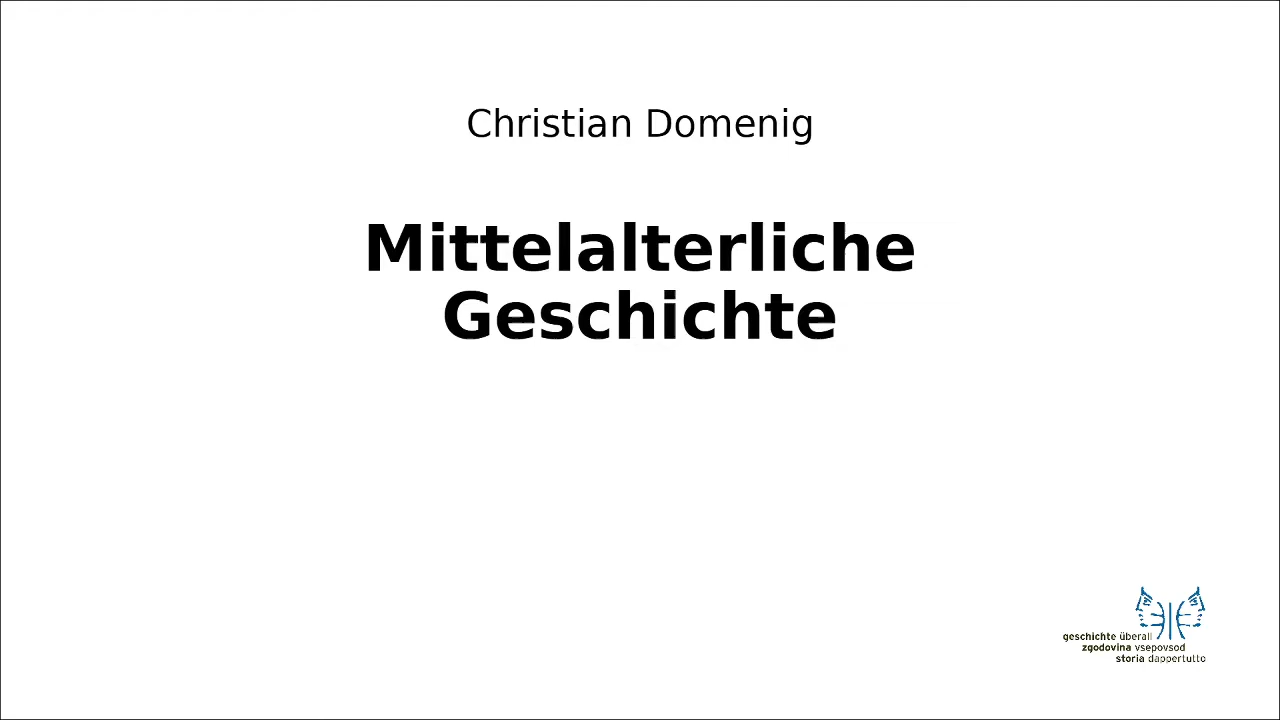 Christian Domenig
Mittelalterliche
Geschichte
geschichte überall
zgodovina vsepovsod
storia dappertutto